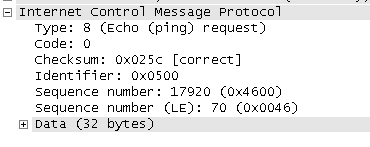 Internet Control Message Protocol
Type: 8 (Echo (ping) request)
Code: 0
Checksum: 0x025c [correct]
Identifier: 0x0500
Sequence number: 17920 (0x4600)
Sequence number (LE): 70 (0x0046)
Data (32 bytes)